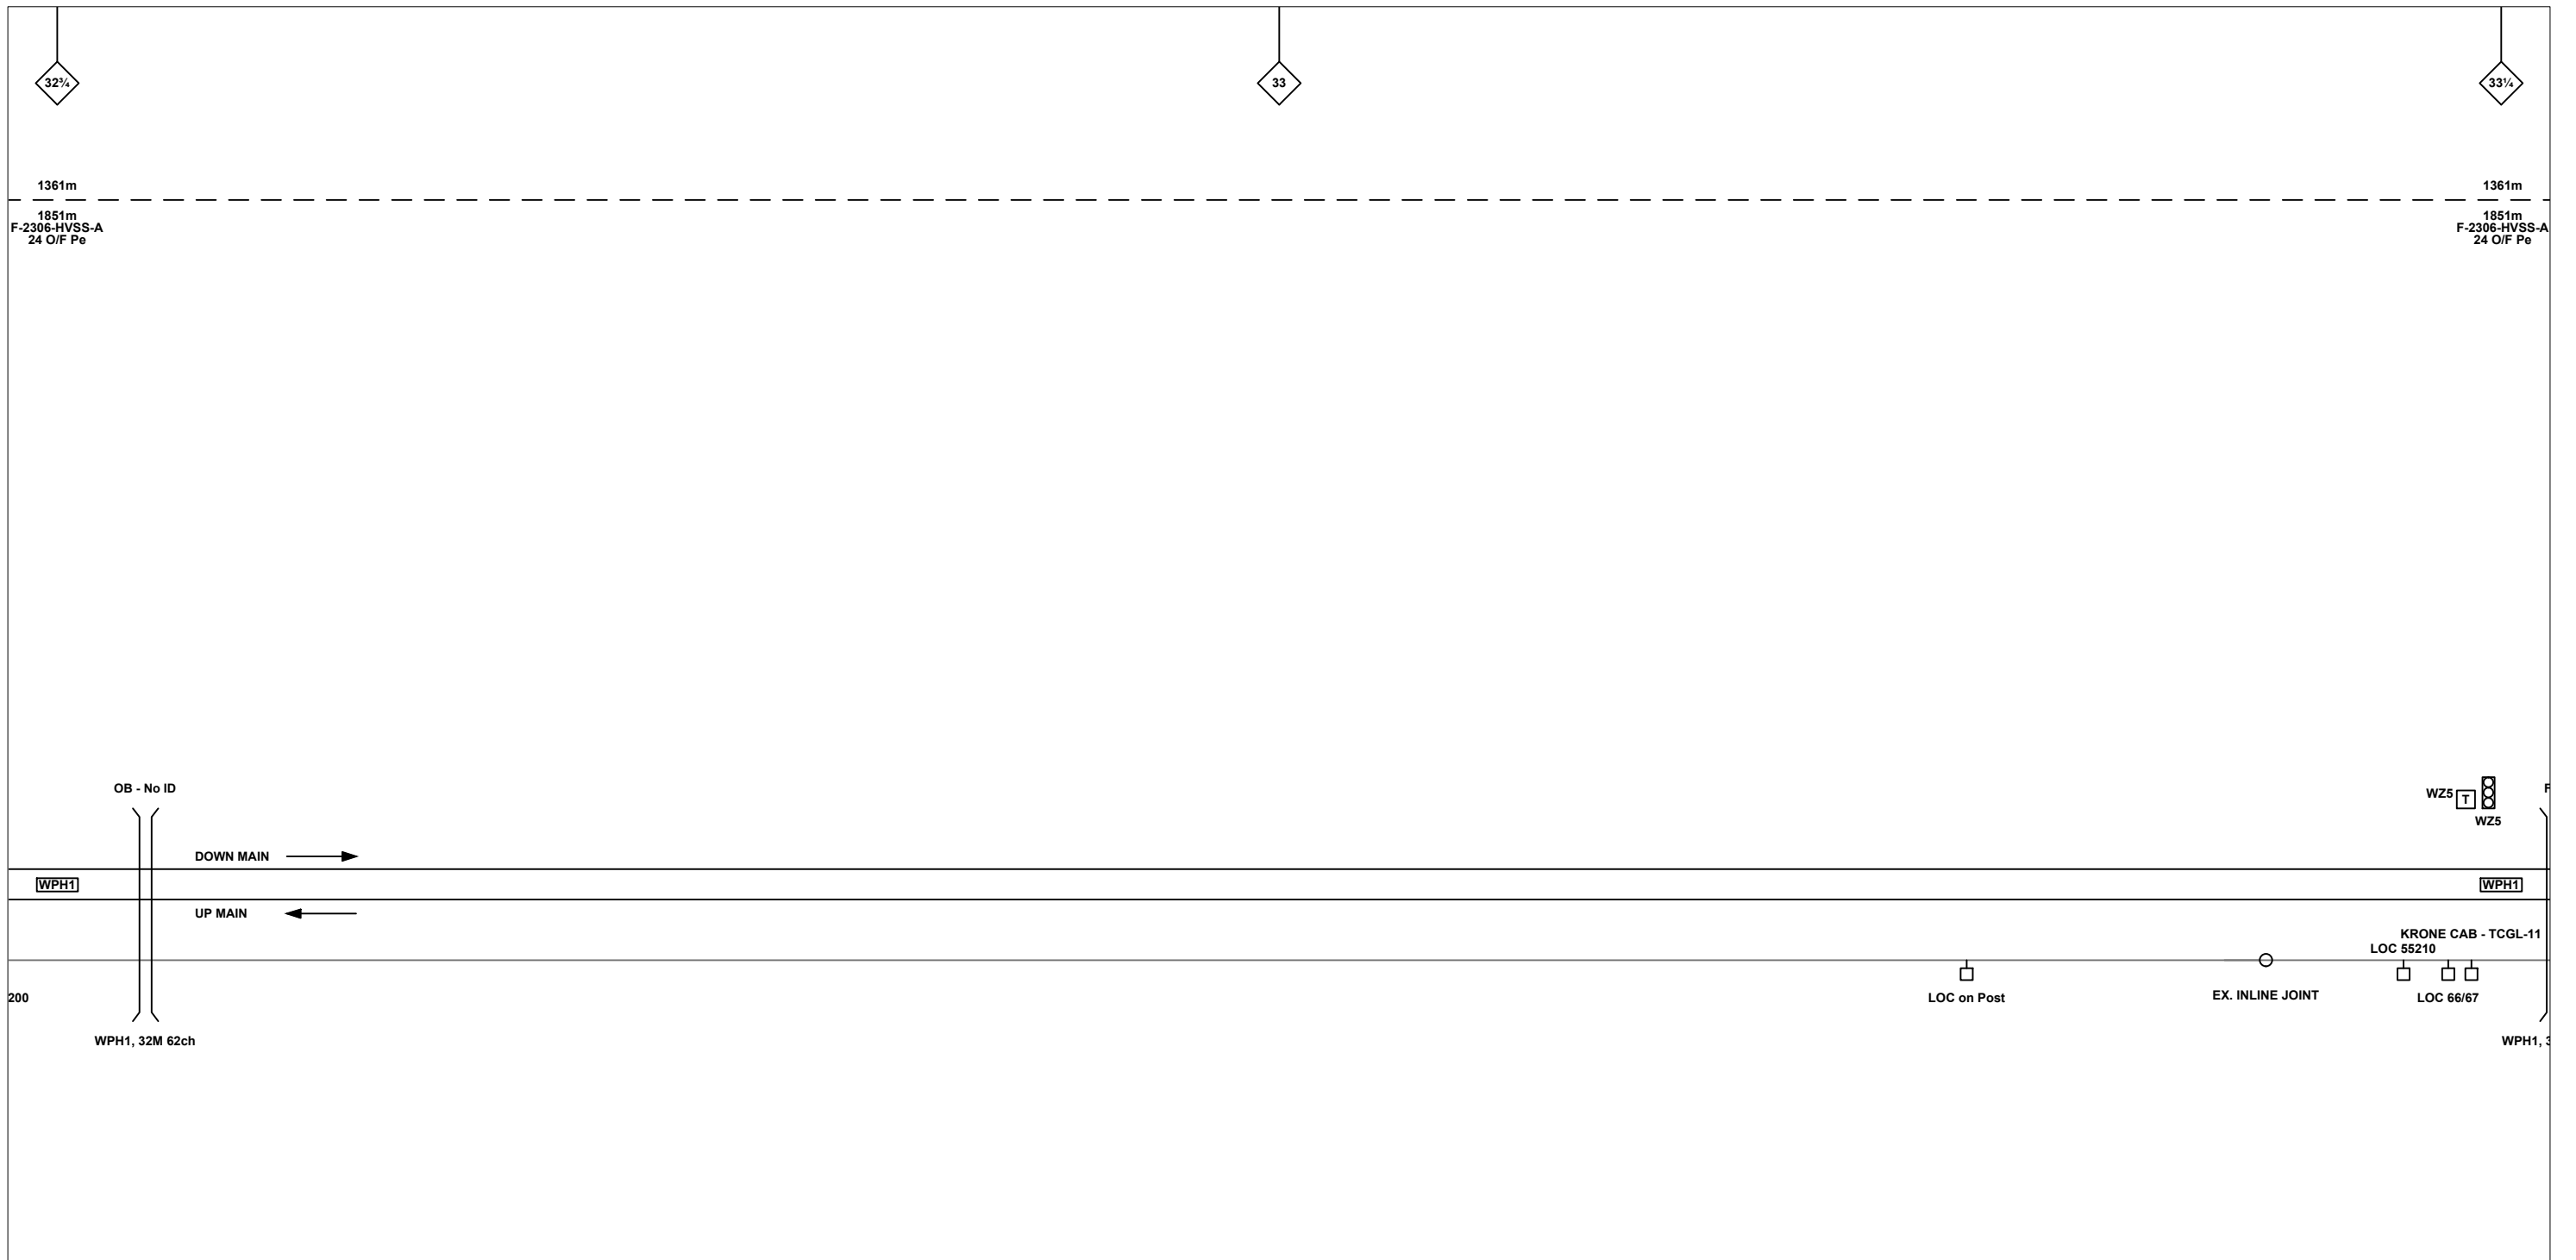 32¾
33
33¼
1361m
1361m
1851m
F-2306-HVSS-A
24 O/F Pe
1851m
F-2306-HVSS-A
24 O/F Pe
OB - No ID
WZ5
T
WZ5
DOWN MAIN
WPH1
WPH1
UP MAIN
KRONE CAB - TCGL-11
LOC 55210
200
LOC on Post
EX. INLINE JOINT
LOC 66/67
WPH1, 32M 62ch
WPH1, 3